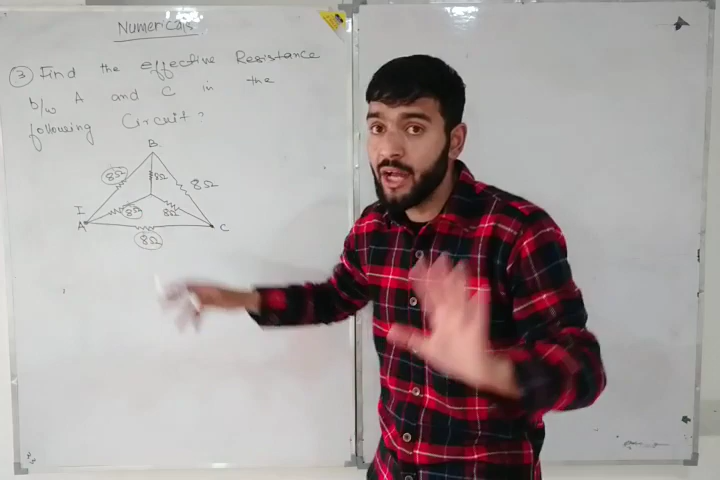 Numericals
③ Find the effective Resistance
b/w A and C in the
following Circuit?
B
8Ω 8Ω 8Ω
8Ω 8Ω
I
A C
8Ω